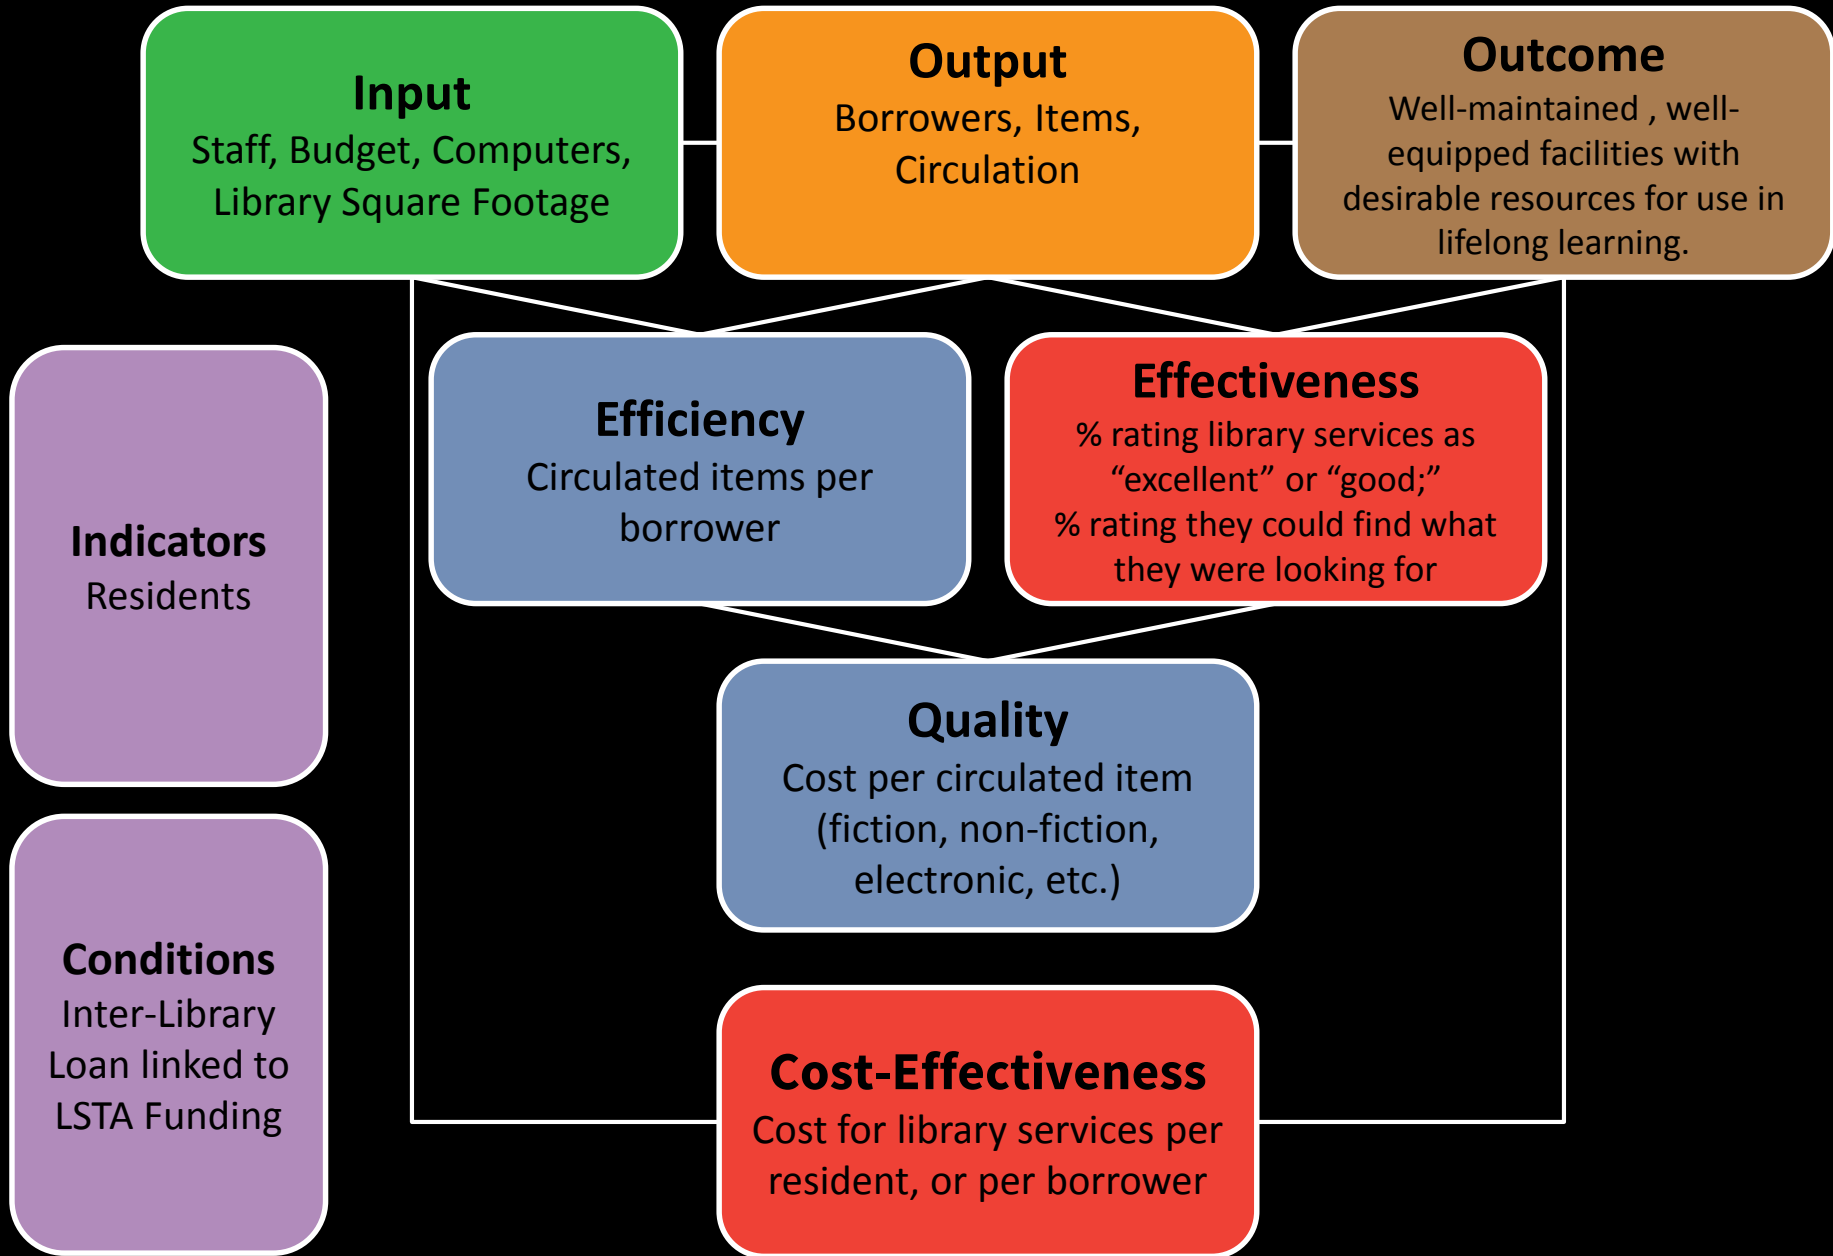 Input
Staff, Budget, Computers,
Library Square Footage
Output
Borrowers, Items,
Circulation
Outcome
Well-maintained , well-
equipped facilities with
desirable resources for use in
lifelong learning.
Indicators
Residents
Efficiency
Circulated items per
borrower
Effectiveness
% rating library services as
“excellent” or “good;”
% rating they could find what
they were looking for
Quality
Cost per circulated item
(fiction, non-fiction,
electronic, etc.)
Conditions
Inter-Library
Loan linked to
LSTA Funding
Cost-Effectiveness
Cost for library services per
resident, or per borrower